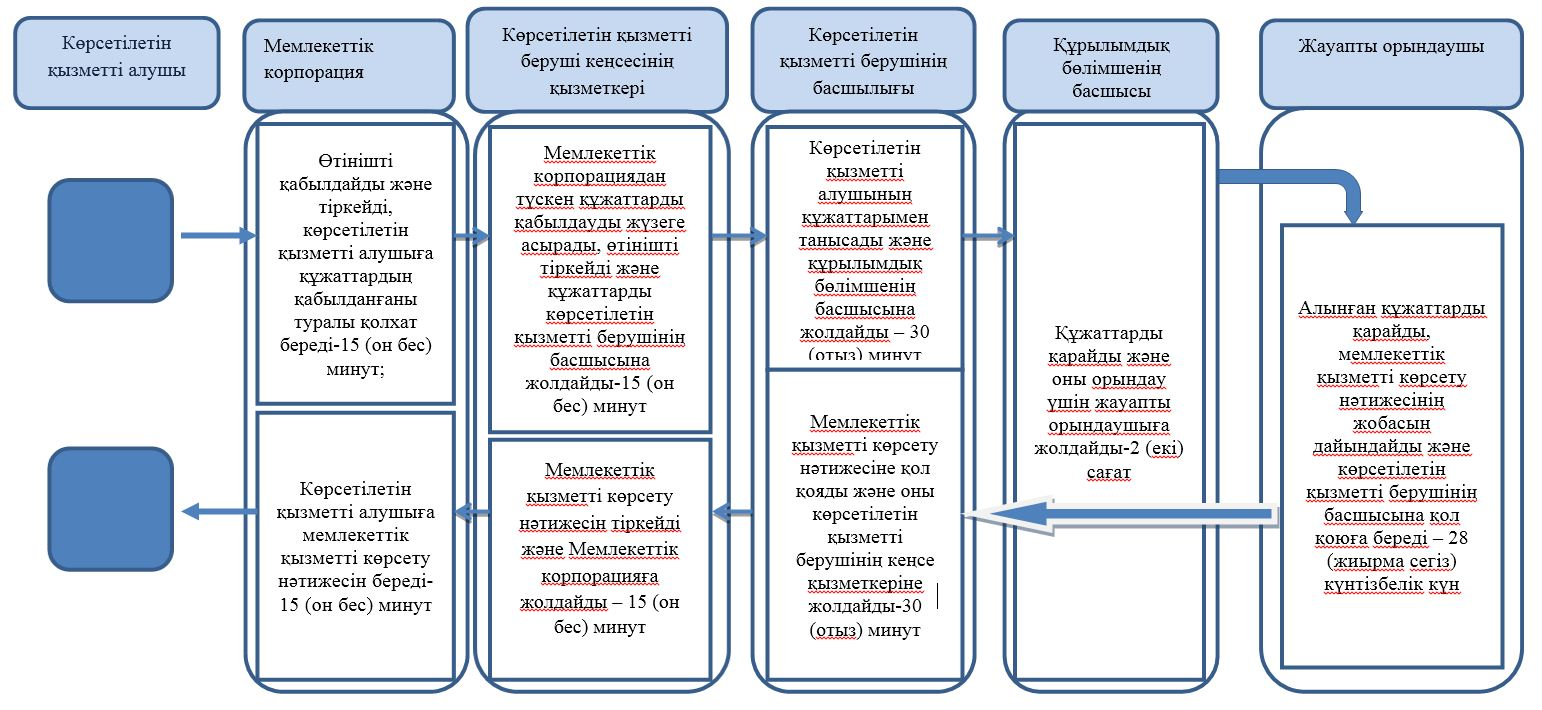 Көрсетілетін
қызметті алушы
Мемлекеттік
корпорация
Көрсетілетін қызметті
беруші кеңсесінің
қызметкері
Көрсетілетін
қызметті берушінің
басшылығы
Құрылымдық
бөлімшенің
басшысы
Жауапты орындаушы
Өтінішті
қабылдайды және
тіркейді,
көрсетілетін
қызметті алушыға
құжаттардың
қабылданғаны
туралы қолхат
береді-15 (он бес)
минут;
Мемлекеттік
корпорациядан
түскен құжаттарды
қабылдауды жүзеге
асырады, өтінішті
тіркейді және
құжаттарды
көрсетілетін
қызметті берушінің
басшысына
жолдайды-15 (он
бес) минут
Көрсетілетін
қызметті
алушының
құжаттарымен
танысады және
құрылымдық
бөлімшенің
басшысына
жолдайды – 30
(отыз) минут
Құжаттарды
қарайды және
оны орындау
үшін жауапты
орындаушыға
жолдайды-2 (екі)
сағат
Алынған құжаттарды
қарайды,
мемлекеттік
қызметті көрсету
нәтижесінің
жобасын
дайындайды және
көрсетілетін
қызметті берушінің
басшысына қол
қоюға береді – 28
(жиырма сегіз)
күнтізбелік күн
Мемлекеттік
қызметті көрсету
нәтижесіне қол
қояды және оны
көрсетілетін
қызметті
берушінің кеңсе
қызметкеріне
жолдайды-30
(отыз) минут
Мемлекеттік
қызметті көрсету
нәтижесін тіркейді
және Мемлекеттік
корпорацияға
жолдайды – 15 (он
бес) минут
Көрсетілетін
қызметті алушыға
мемлекеттік
қызметті көрсету
нәтижесін береді-
15 (он бес) минут